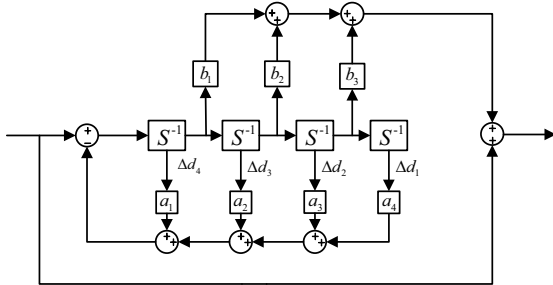 +
+
+
+
b₁
b₂
b₃
+
−
S⁻¹
S⁻¹
S⁻¹
S⁻¹
+
+
Δd₄
Δd₃
Δd₂
Δd₁
a₁
a₂
a₃
a₄
+
+
+
+
+
+